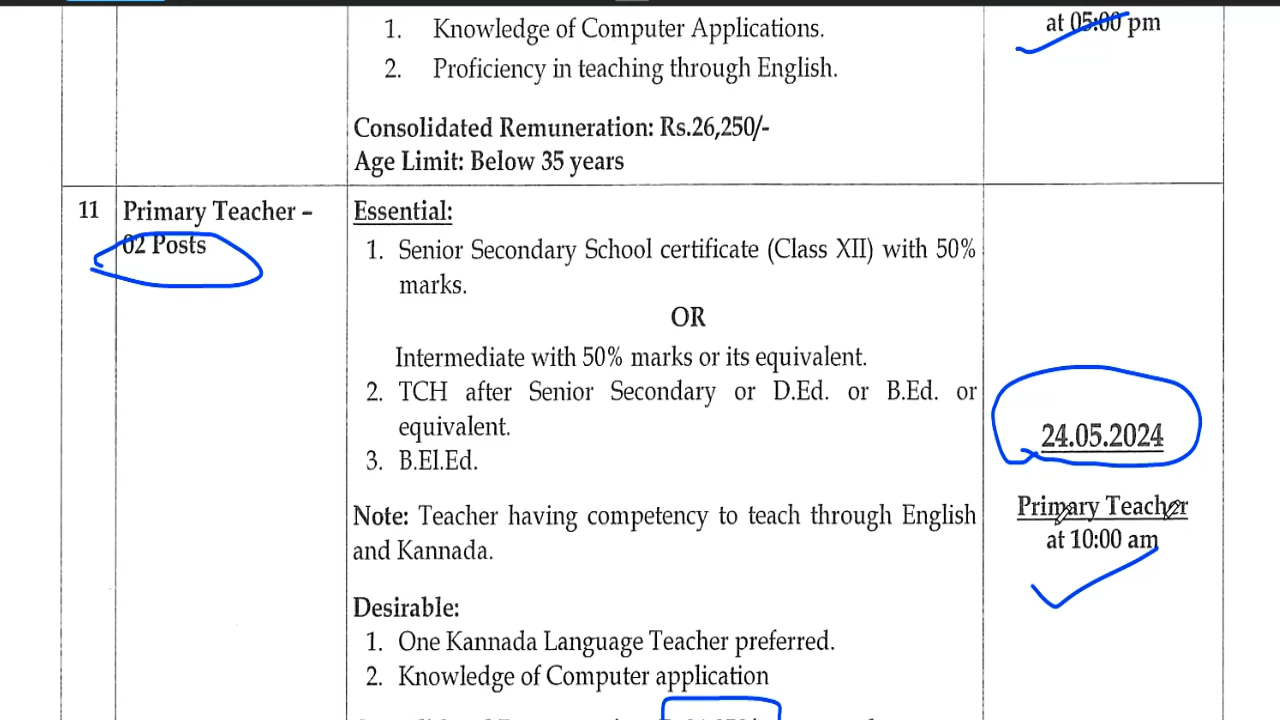 1. Knowledge of Computer Applications.
2. Proficiency in teaching through English.
Consolidated Remuneration: Rs.26,250/-
Age Limit: Below 35 years
at 05:00 pm
11
Primary Teacher –
02 Posts
Essential:
1. Senior Secondary School certificate (Class XII) with 50%
marks.
OR
Intermediate with 50% marks or its equivalent.
2. TCH after Senior Secondary or D.Ed. or B.Ed. or
equivalent.
3. B.El.Ed.
Note: Teacher having competency to teach through English
and Kannada.
Desirable:
1. One Kannada Language Teacher preferred.
2. Knowledge of Computer application
24.05.2024
Primary Teacher
at 10:00 am